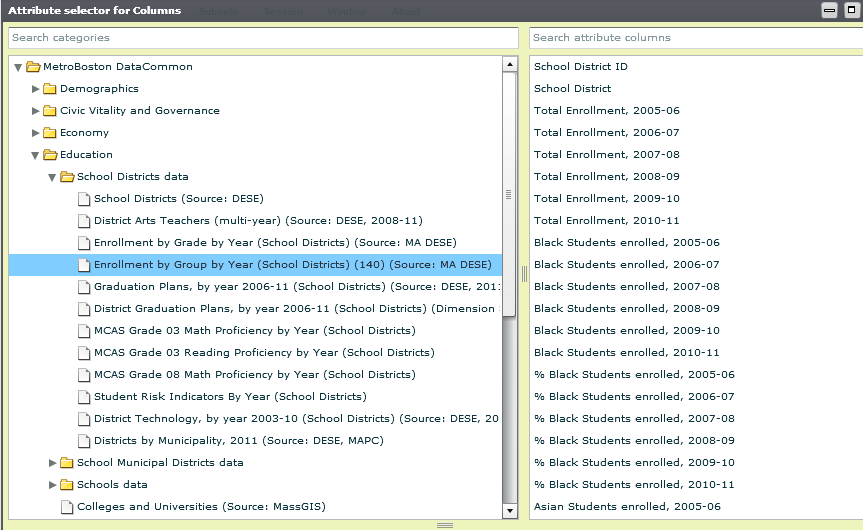 Attribute selector for Columns
Search categories
MetroBoston DataCommon
Demographics
Civic Vitality and Governance
Economy
Education
School Districts data
School Districts (Source: DESE)
District Arts Teachers (multi-year) (Source: DESE, 2008-11)
Enrollment by Grade by Year (School Districts) (Source: MA DESE)
Enrollment by Group by Year (School Districts) (140) (Source: MA DESE)
Graduation Plans, by year 2006-11 (School Districts) (Source: DESE, 201
District Graduation Plans, by year 2006-11 (School Districts) (Dimension
MCAS Grade 03 Math Proficiency by Year (School Districts)
MCAS Grade 03 Reading Proficiency by Year (School Districts)
MCAS Grade 08 Math Proficiency by Year (School Districts)
Student Risk Indicators By Year (School Districts)
District Technology, by year 2003-10 (School Districts) (Source: DESE, 20
Districts by Municipality, 2011 (Source: DESE, MAPC)
School Municipal Districts data
Schools data
Colleges and Universities (Source: MassGIS)
Search attribute columns
School District ID
School District
Total Enrollment, 2005-06
Total Enrollment, 2006-07
Total Enrollment, 2007-08
Total Enrollment, 2008-09
Total Enrollment, 2009-10
Total Enrollment, 2010-11
Black Students enrolled, 2005-06
Black Students enrolled, 2006-07
Black Students enrolled, 2007-08
Black Students enrolled, 2008-09
Black Students enrolled, 2009-10
Black Students enrolled, 2010-11
% Black Students enrolled, 2005-06
% Black Students enrolled, 2006-07
% Black Students enrolled, 2007-08
% Black Students enrolled, 2008-09
% Black Students enrolled, 2009-10
% Black Students enrolled, 2010-11
Asian Students enrolled, 2005-06